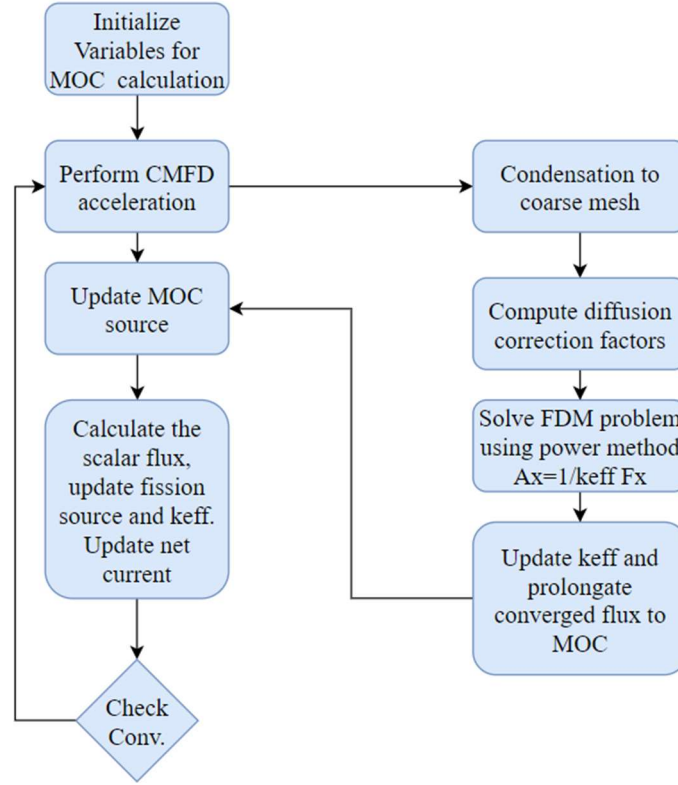 Initialize
Variables for
MOC calculation
Perform CMFD
acceleration
Update MOC
source
Calculate the
scalar flux,
update fission
source and keff.
Update net
current
Check
Conv.
Condensation to
coarse mesh
Compute diffusion
correction factors
Solve FDM problem
using power method
Ax=1/keff Fx
Update keff and
prolongate
converged flux to
MOC